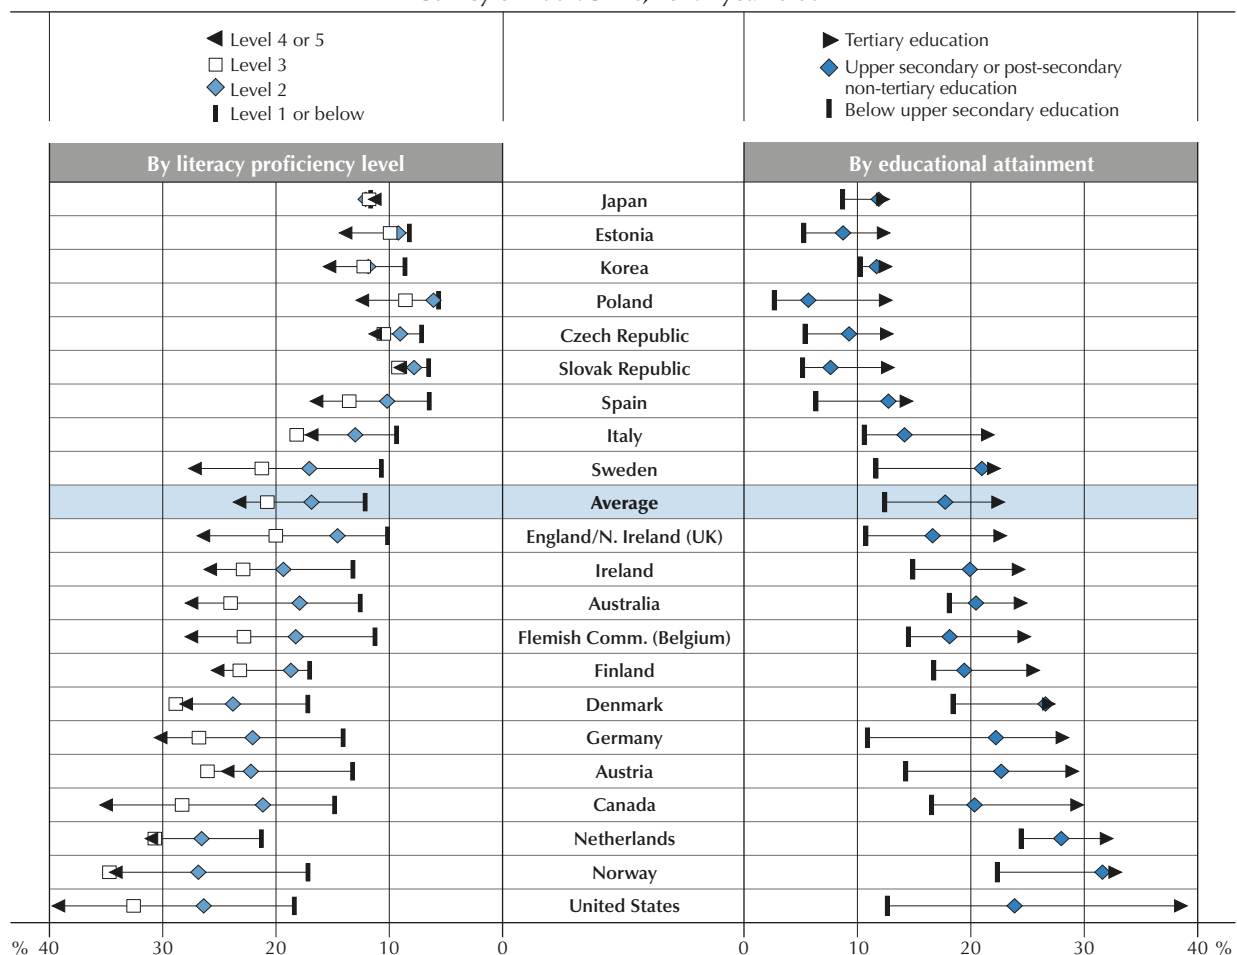 Level 4 or 5
Level 3
Level 2
Level 1 or below
Tertiary education
Upper secondary or post-secondary
non-tertiary education
Below upper secondary education
By literacy proficiency level
By educational attainment
Japan
Estonia
Korea
Poland
Czech Republic
Slovak Republic
Spain
Italy
Sweden
Average
England/N. Ireland (UK)
Ireland
Australia
Flemish Comm. (Belgium)
Finland
Denmark
Germany
Austria
Canada
Netherlands
Norway
United States
% 40 30 20 10 0 0 10 20 30 40 %